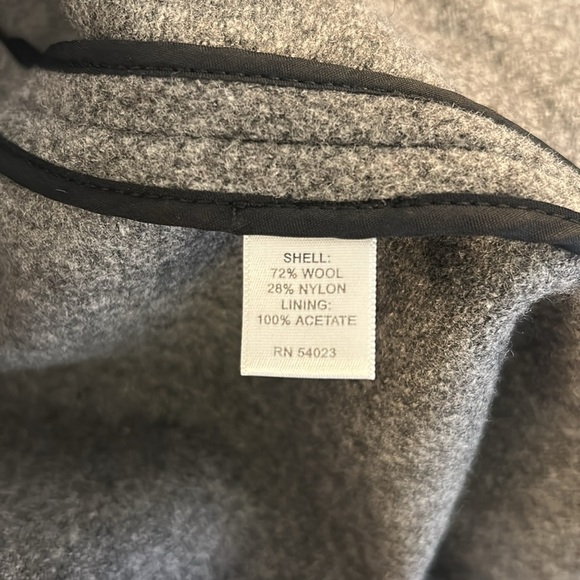 SHELL:
72% WOOL
28% NYLON
LINING:
100% ACETATE
RN 54023